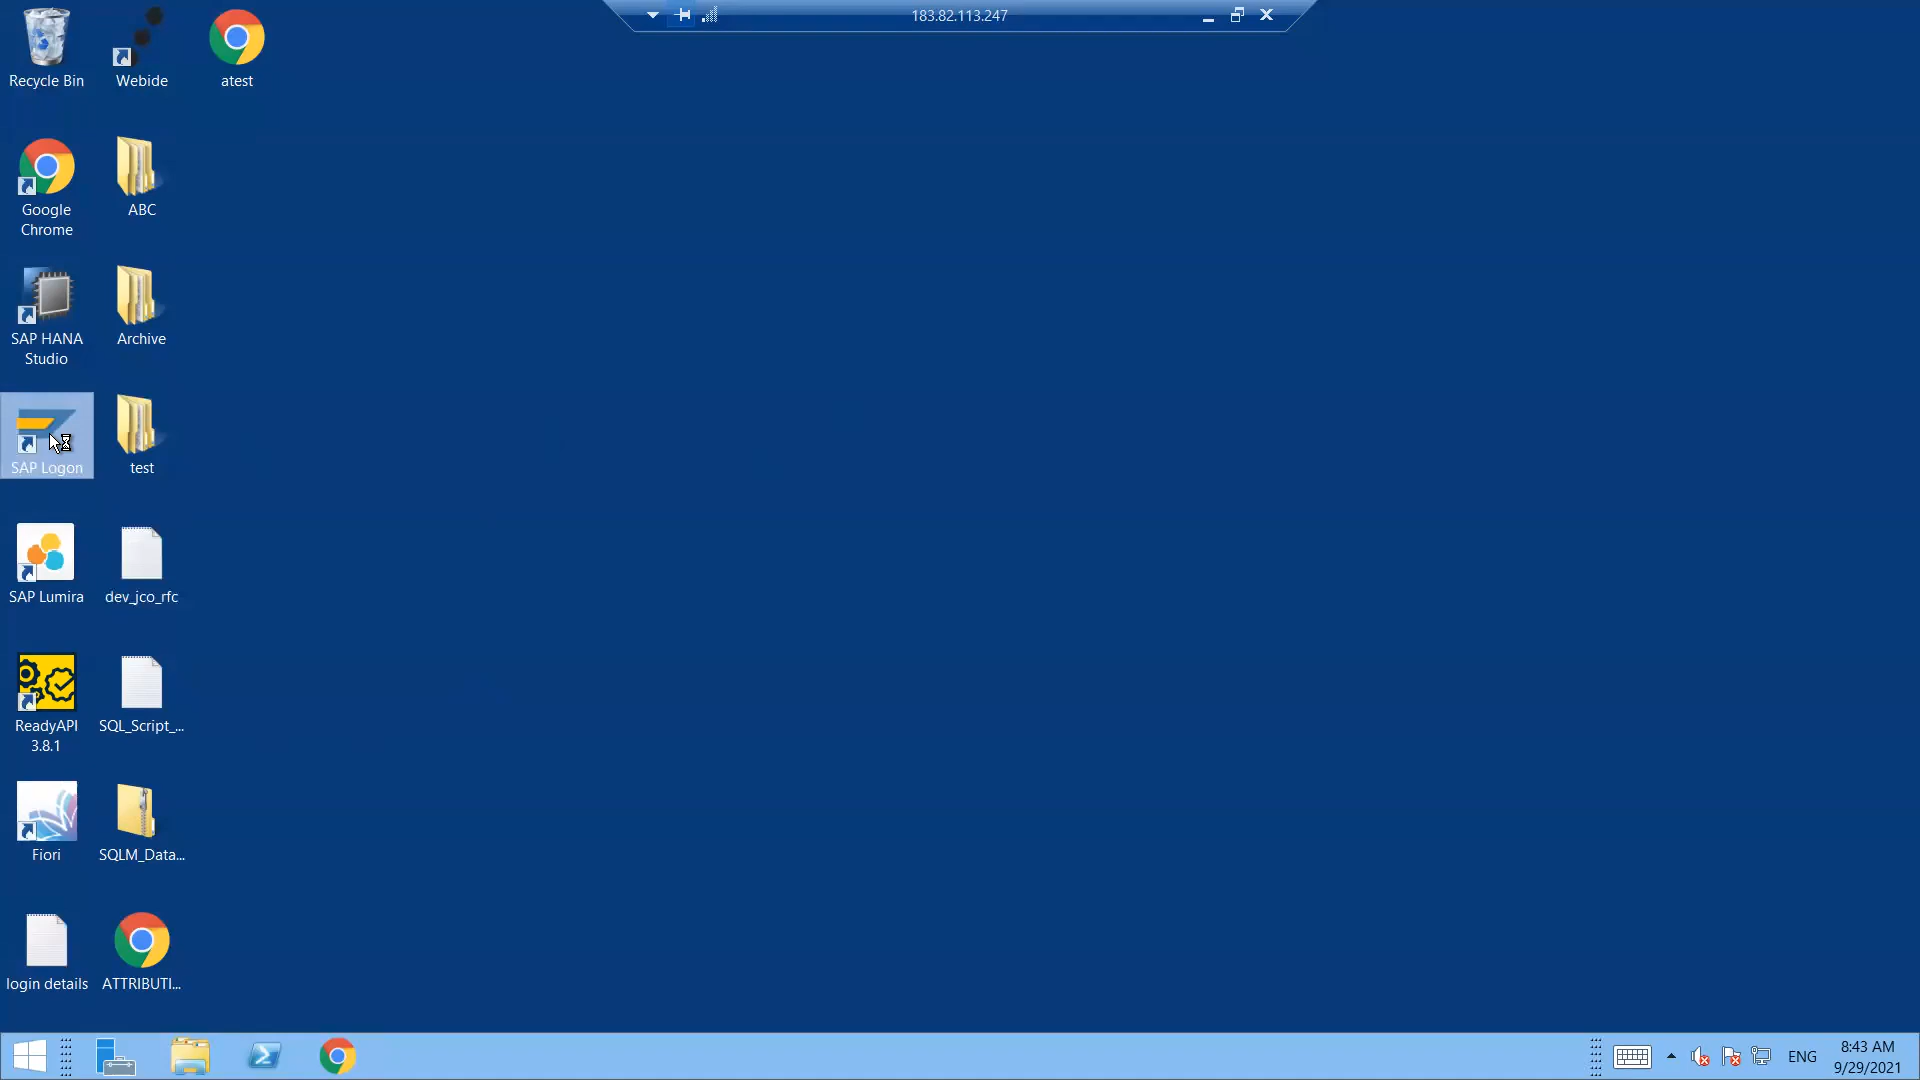 183.82.113.247
Recycle Bin
Webide
atest
Google
Chrome
ABC
SAP HANA
Studio
Archive
SAP Logon
test
SAP Lumira
dev_jco_rfc
ReadyAPI
3.8.1
SQL_Script_...
Fiori
SQLM_Data...
login details
ATTRIBUTI...
ENG
8:43 AM
9/29/2021